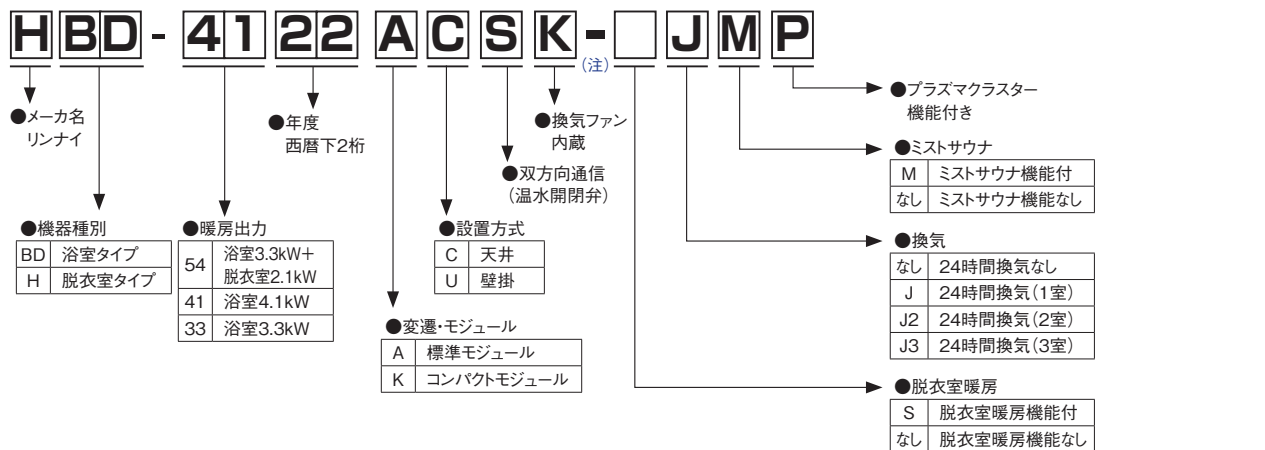 HBD-4122ACSK-□JMP
(注)
●メーカ名
リンナイ
●機器種別
BD 浴室タイプ
H 脱衣室タイプ
●暖房出力
54 浴室3.3kW+
脱衣室2.1kW
41 浴室4.1kW
33 浴室3.3kW
●年度
西暦下2桁
●変遷・モジュール
A 標準モジュール
K コンパクトモジュール
●設置方式
C 天井
U 壁掛
●双方向通信
(温水開閉弁)
●換気ファン
内蔵
●プラズマクラスター
機能付き
●ミストサウナ
M ミストサウナ機能付
なし ミストサウナ機能なし
●換気
なし 24時間換気なし
J 24時間換気(1室)
J2 24時間換気(2室)
J3 24時間換気(3室)
●脱衣室暖房
S 脱衣室暖房機能付
なし 脱衣室暖房機能なし